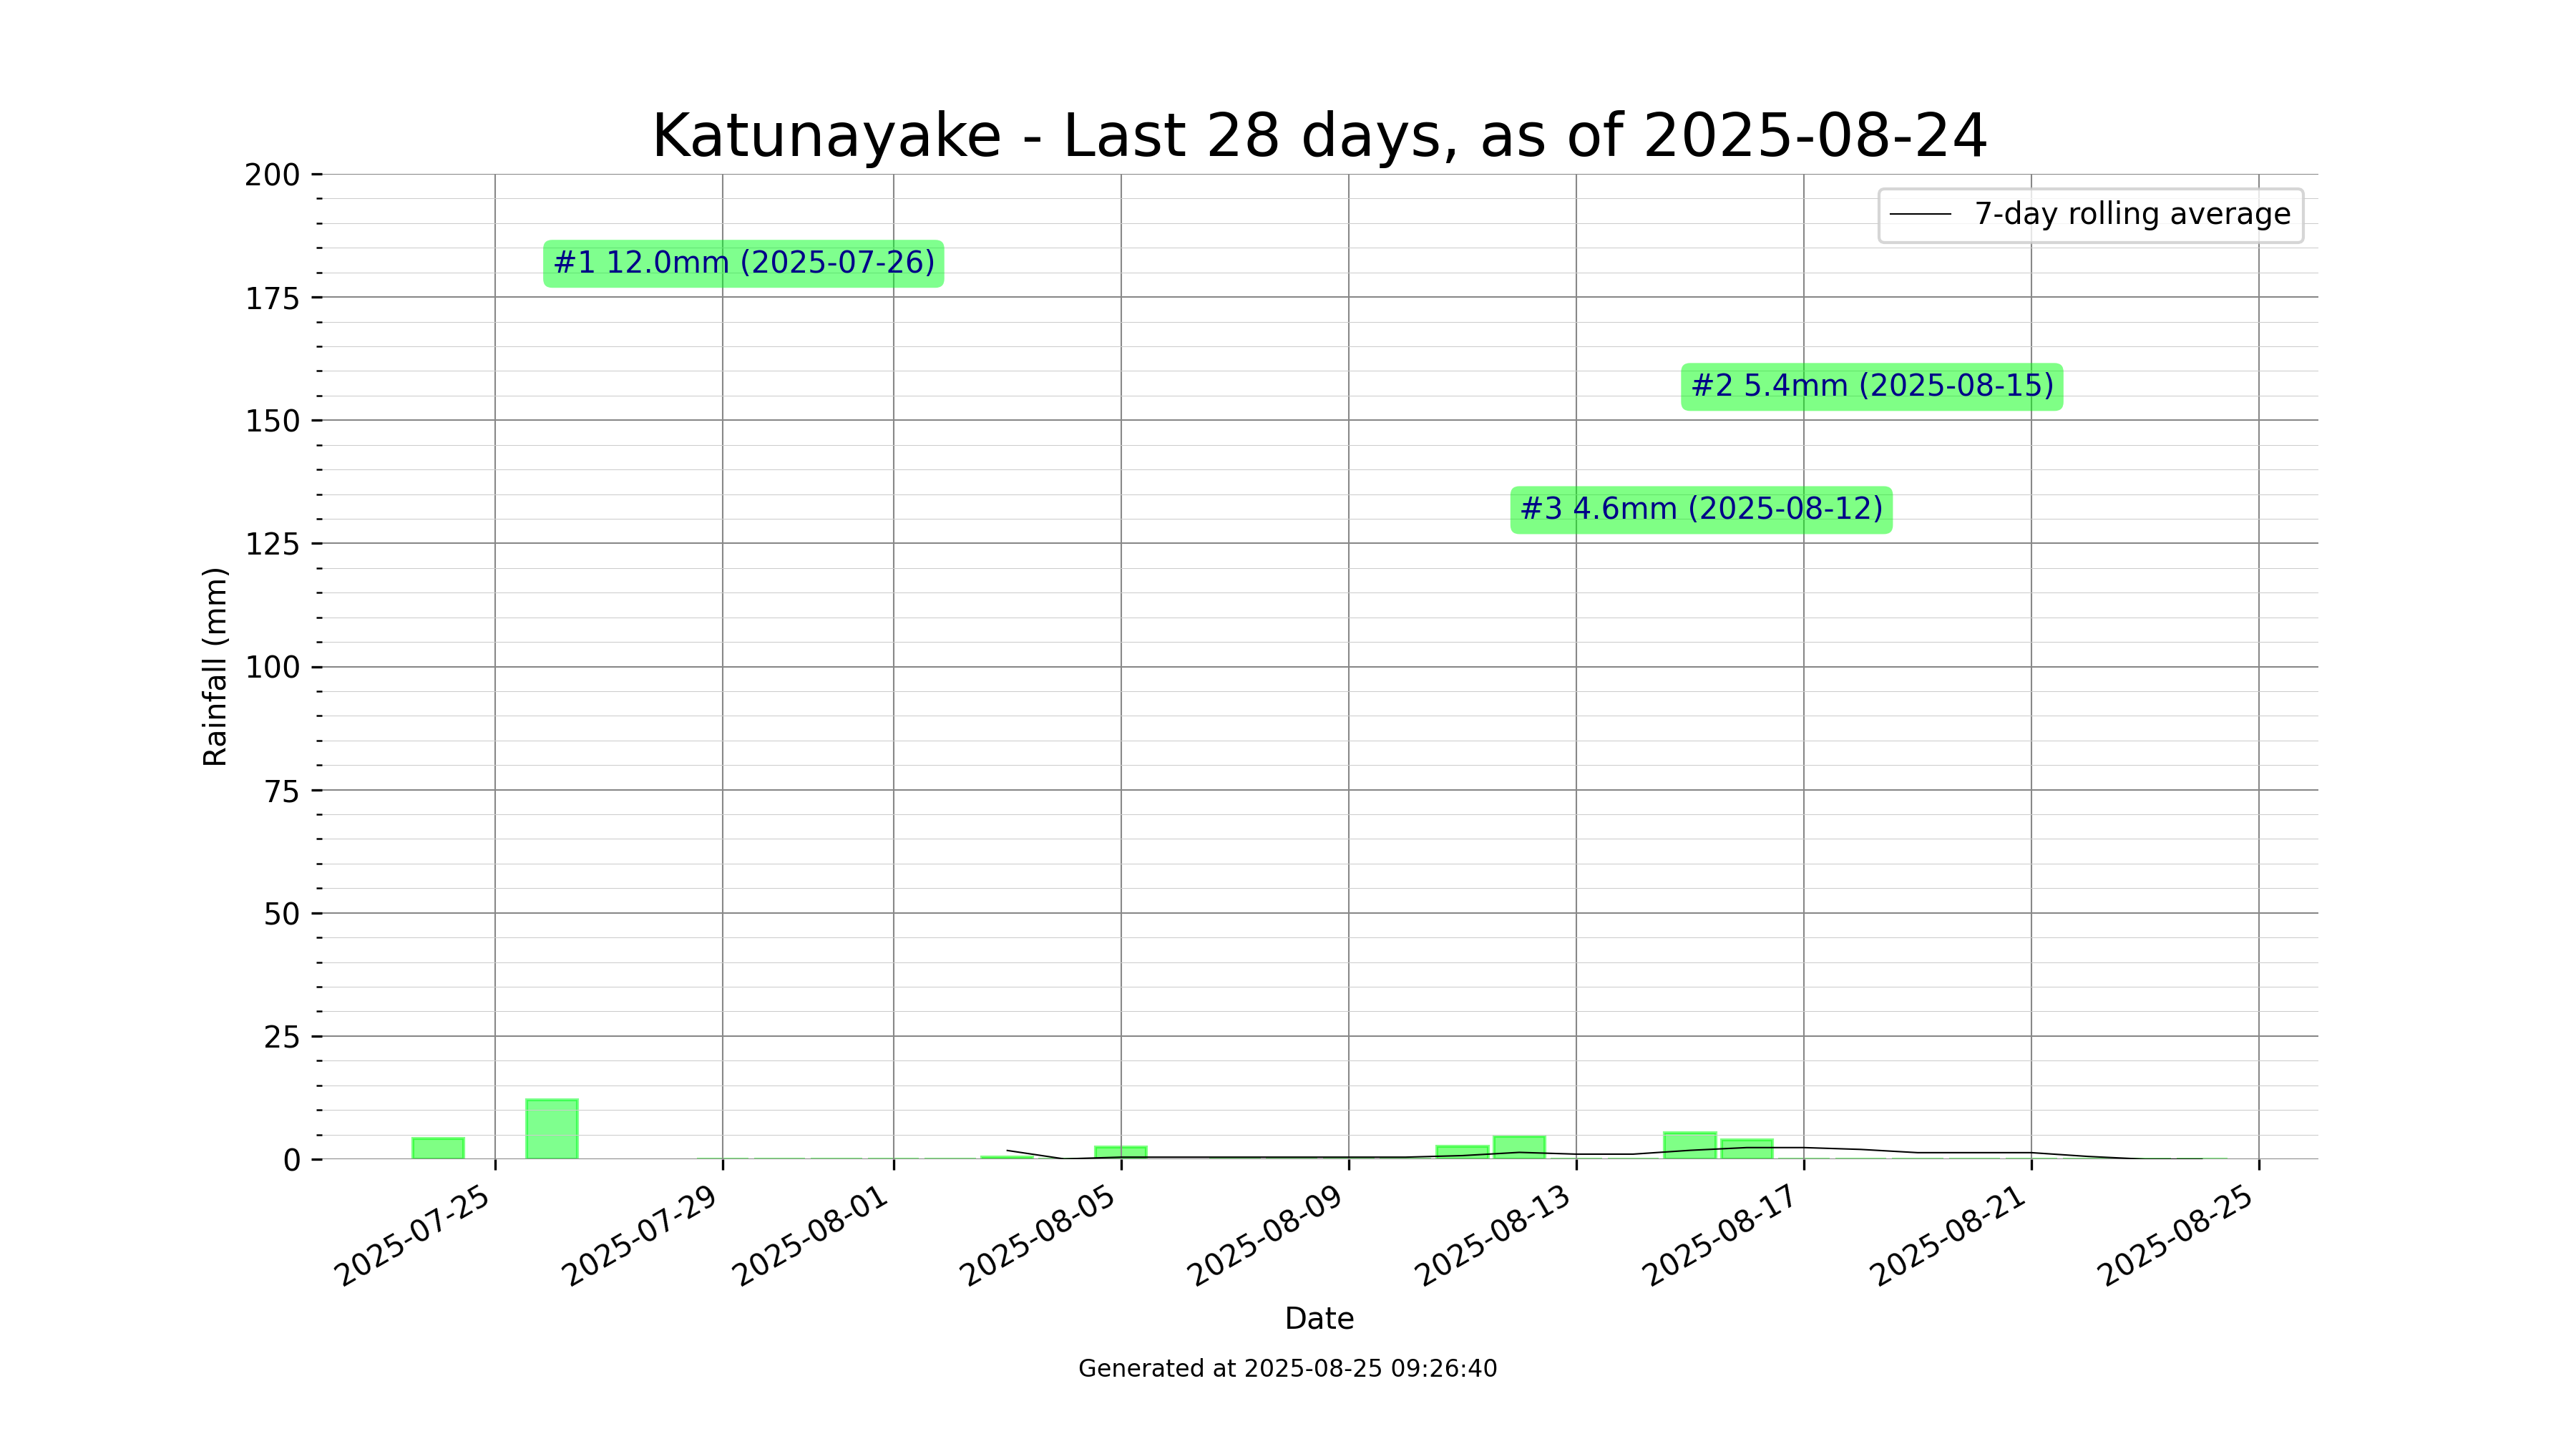 Katunayake - Last 28 days, as of 2025-08-24
7-day rolling average
#1 12.0mm (2025-07-26)
#2 5.4mm (2025-08-15)
#3 4.6mm (2025-08-12)
Rainfall (mm)
200
175
150
125
100
75
50
25
0
2025-07-25
2025-07-29
2025-08-01
2025-08-05
2025-08-09
2025-08-13
2025-08-17
2025-08-21
2025-08-25
Date
Generated at 2025-08-25 09:26:40